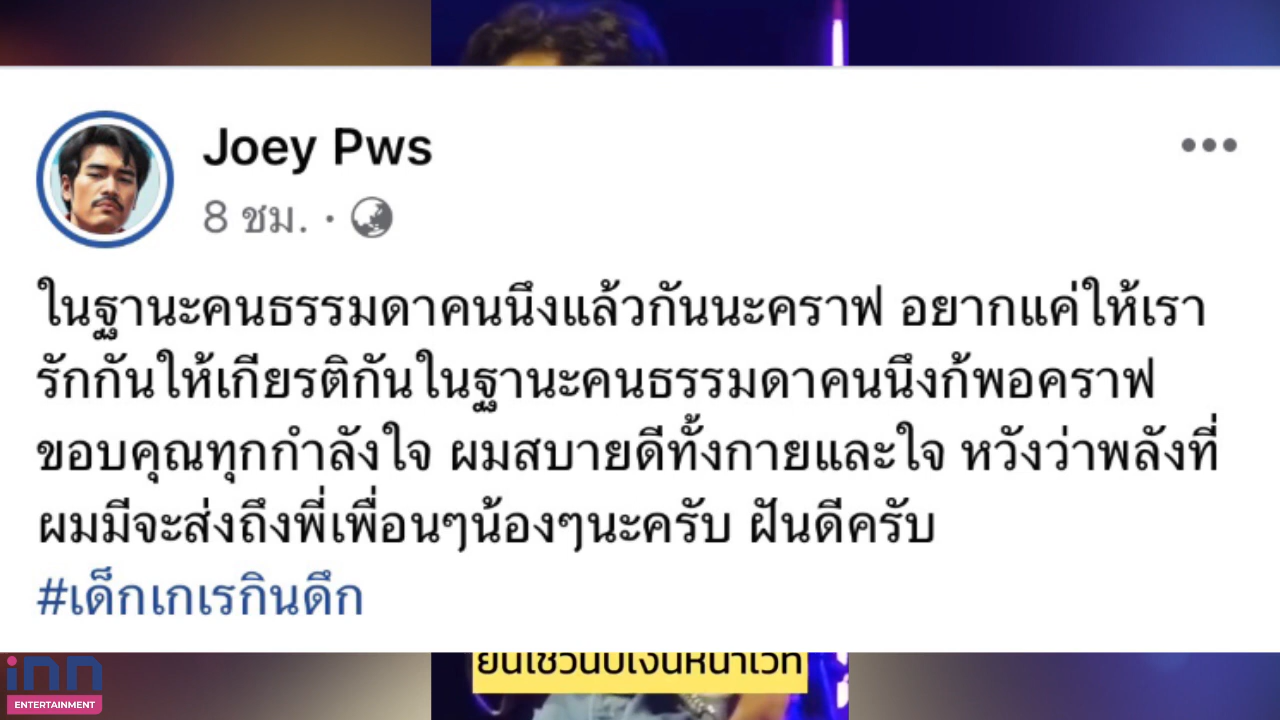 Joey Pws
8 ชม. ·
ในฐานะคนธรรมดาคนนึงแล้วกันนะคราฟ อยากแค่ให้เรา
รักกันให้เกียรติกันในฐานะคนธรรมดาคนนึงก้พอคราฟ
ขอบคุณทุกกำลังใจ ผมสบายดีทั้งกายและใจ หวังว่าพลังที่
ผมมีจะส่งถึงพี่เพื่อนๆน้องๆนะครับ ฝันดีครับ
#เด็กเกเรกินดึก
inn
ENTERTAINMENT